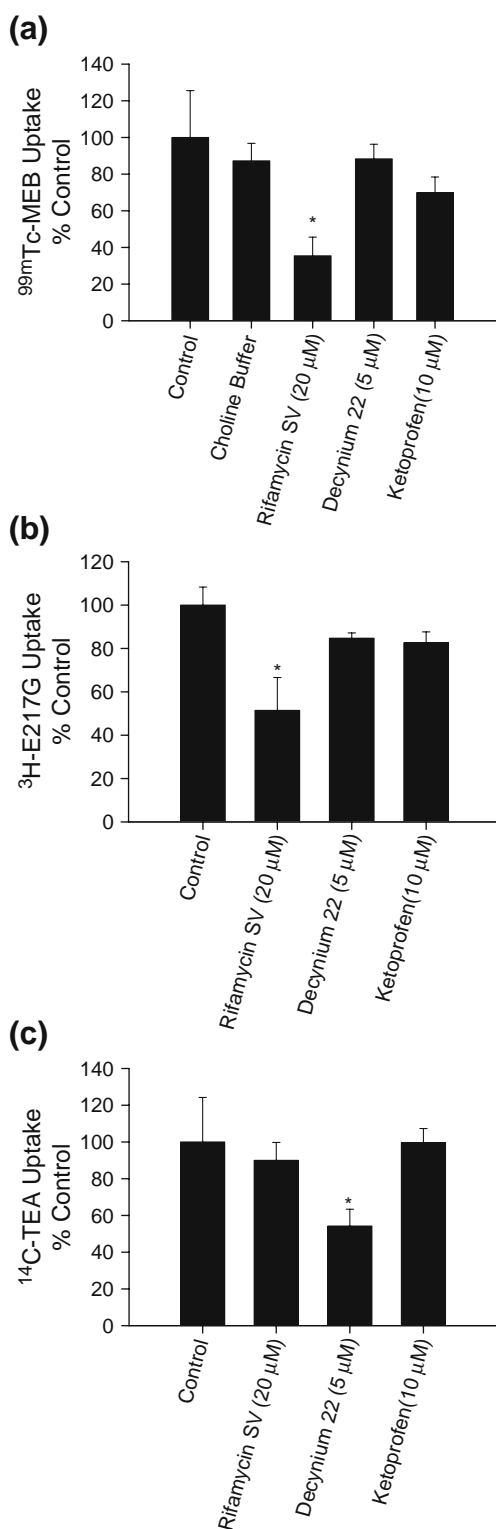 (a)
99mTc-MEB Uptake
% Control
140
120
100
80
60
40
20
0
*
Control
Choline Buffer
Rifamycin SV (20 μM)
Decynium 22 (5 μM)
Ketoprofen(10 μM)
(b)
3H-E217G Uptake
% Control
120
100
80
60
40
20
0
*
Control
Rifamycin SV (20 μM)
Decynium 22 (5 μM)
Ketoprofen(10 μM)
(c)
14C-TEA Uptake
% Control
140
120
100
80
60
40
20
0
*
Control
Rifamycin SV (20 μM)
Decynium 22 (5 μM)
Ketoprofen(10 μM)